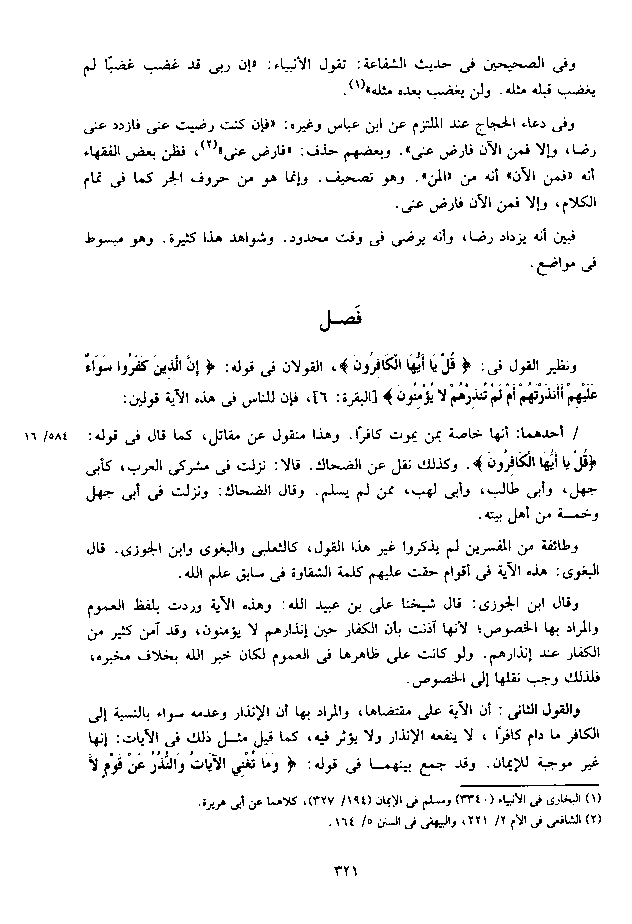 وفى الصحيحين فى حديث الشفاعة: تقول الأنبياء: «إن ربى قد غضب غضبًا لم
يغضب قبله مثله. ولن يغضب بعده مثله»(١).
وفى دعاء الحجاج عند الملتزم عن ابن عباس وغيره: «فإن كنت رضيت عنى فازدد عنى
رضا، وإلا فمن الآن فارض عنى». وبعضهم حذف: «فارض عنى»(٢)، فظن بعض الفقهاء
أنه «فمن الآن» أنه من «المن». وهو تصحيف. وإنما هو من حروف الجر كما فى تمام
الكلام، وإلا فمن الآن فارض عنى.
فبين أنه يزداد رضا، وأنه يرضى فى وقت محدود. وشواهد هذا كثيرة. وهو مبسوط
فى مواضع.
فَصـل
ونظير القول فى: ﴿ قُلْ يَا أَيُّهَا الْكَافِرُونَ ﴾، القولان فى قوله: ﴿ إِنَّ الَّذِينَ كَفَرُوا سَوَاءٌ
عَلَيْهِمْ أَأَنذَرْتَهُمْ أَمْ لَمْ تُنذِرْهُمْ لا يُؤْمِنُونَ ﴾ [البقرة: ٦]، فإن للناس فى هذه الآية قولين:
/ أحدهما: أنها خاصة بمن يموت كافرًا. وهذا منقول عن مقاتل، كما قال فى قوله: ٥٨٤/ ١٦
﴿قُلْ يَا أَيُّهَا الْكَافِرُونَ ﴾. وكذلك نقل عن الضحاك. قالا: نزلت فى مشركى العرب، كأبى
جهل، وأبى طالب، وأبى لهب، ممن لم يسلم. وقال الضحاك: ونزلت فى أبى جهل
وخمسة من أهل بيته.
وطائفة من المفسرين لم يذكروا غير هذا القول، كالثعلبى والبغوى وابن الجوزى. قال
البغوى: هذه الآية فى أقوام حقت عليهم كلمة الشقاوة فى سابق علم الله.
وقال ابن الجوزى: قال شيخنا على بن عبيد الله: وهذه الآية وردت بلفظ العموم
والمراد بها الخصوص؛ لأنها آذنت بأن الكفار حين إنذارهم لا يؤمنون، وقد آمن كثير من
الكفار عند إنذارهم. ولو كانت على ظاهرها فى العموم لكان خبر الله بخلاف مخبره،
فلذلك وجب نقلها إلى الخصوص.
والقول الثانى: أن الآية على مقتضاها، والمراد بها أن الإنذار وعدمه سواء بالنسبة إلى
الكافر ما دام كافرًا ، لا ينفعه الإنذار ولا يؤثر فيه، كما قيل مثل ذلك فى الآيات: إنها
غير موجبة للإيمان. وقد جمع بينهما فى قوله: ﴿ وَمَا تُغْنِي الآيَاتُ وَالنُّذُرُ عَنْ قَوْمٍ لاَّ
(١) البخارى فى الأنبياء (٣٣٤٠) ومسلم فى الإيمان (١٩٤/ ٣٢٧)، كلاهما عن أبى هريرة.
(٢) الشافعى فى الأم ٢/ ٢٢١، والبيهقى فى السنن ٥/ ١٦٤.
٣٢١